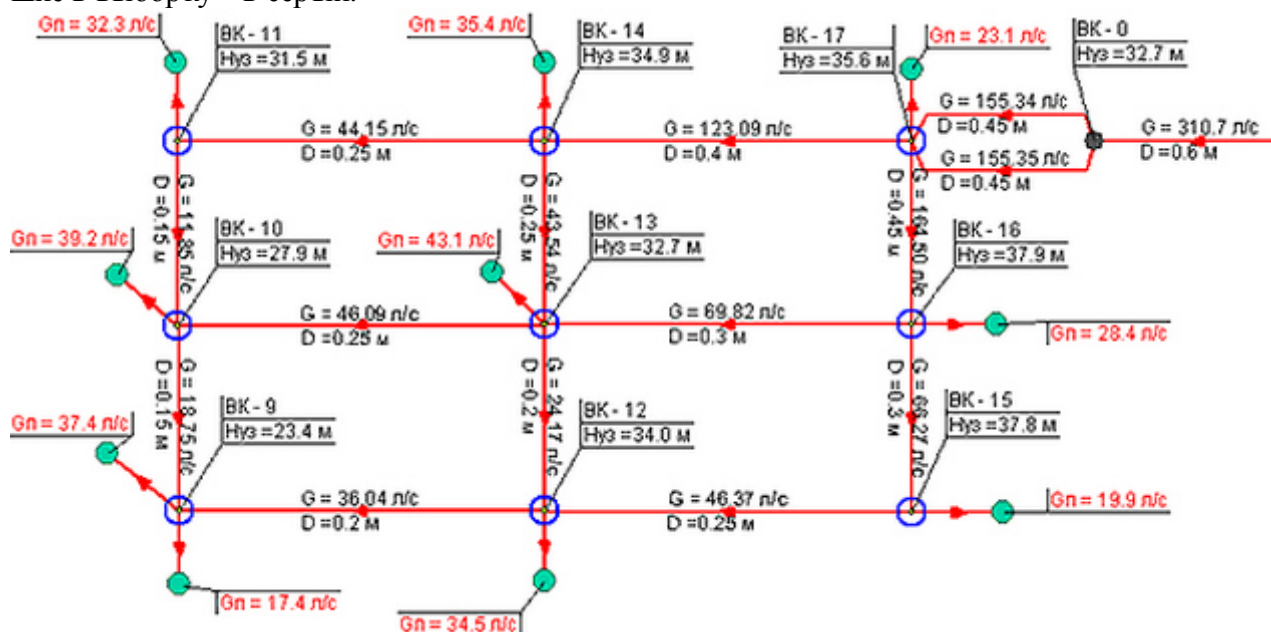 Gn = 32.3 л/с
ВК - 11
Нуз =31.5 м
Gn = 35.4 л/с
ВК - 14
Нуз =34.9 м
ВК - 17
Нуз =35.6 м
Gn = 23.1 л/с
ВК - 0
Нуз =32.7 м
G = 44,15 л/с
D =0.25 м
G = 123,09 л/с
D =0.4 м
G = 155,34 л/с
D =0.45 м
G = 155,35 л/с
D =0.45 м
G = 310.7 л/с
D =0.6 м
G = 11,85 л/с
D =0.15 м
G = 43,54 л/с
D =0.25 м
G = 164,50 л/с
D =0.45 м
Gn = 39.2 л/с
ВК - 10
Нуз =27.9 м
Gn = 43.1 л/с
ВК - 13
Нуз =32.7 м
ВК - 16
Нуз =37.9 м
G = 46,09 л/с
D =0.25 м
G = 69,82 л/с
D =0.3 м
Gn = 28.4 л/с
G = 18,75 л/с
D =0.15 м
G = 24,17 л/с
D =0.2 м
G = 66,27 л/с
D =0.3 м
Gn = 37.4 л/с
ВК - 9
Нуз =23.4 м
ВК - 12
Нуз =34.0 м
ВК - 15
Нуз =37.8 м
G = 36,04 л/с
D =0.2 м
G = 46,37 л/с
D =0.25 м
Gn = 19.9 л/с
Gn = 17.4 л/с
Gn = 34.5 л/с